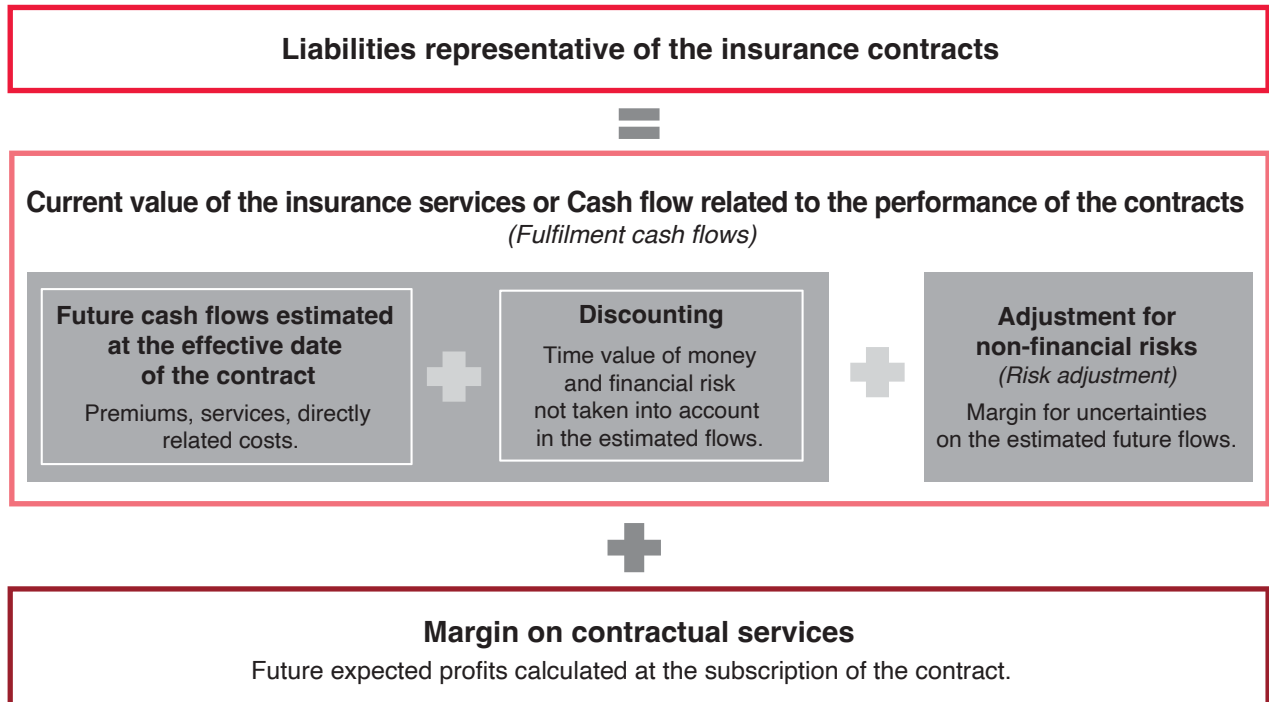 Liabilities representative of the insurance contracts
Current value of the insurance services or Cash flow related to the performance of the contracts
(Fulfilment cash flows)
Future cash flows estimated
at the effective date
of the contract
Premiums, services, directly
related costs.
Discounting
Time value of money
and financial risk
not taken into account
in the estimated flows.
Adjustment for
non-financial risks
(Risk adjustment)
Margin for uncertainties
on the estimated future flows.
Margin on contractual services
Future expected profits calculated at the subscription of the contract.